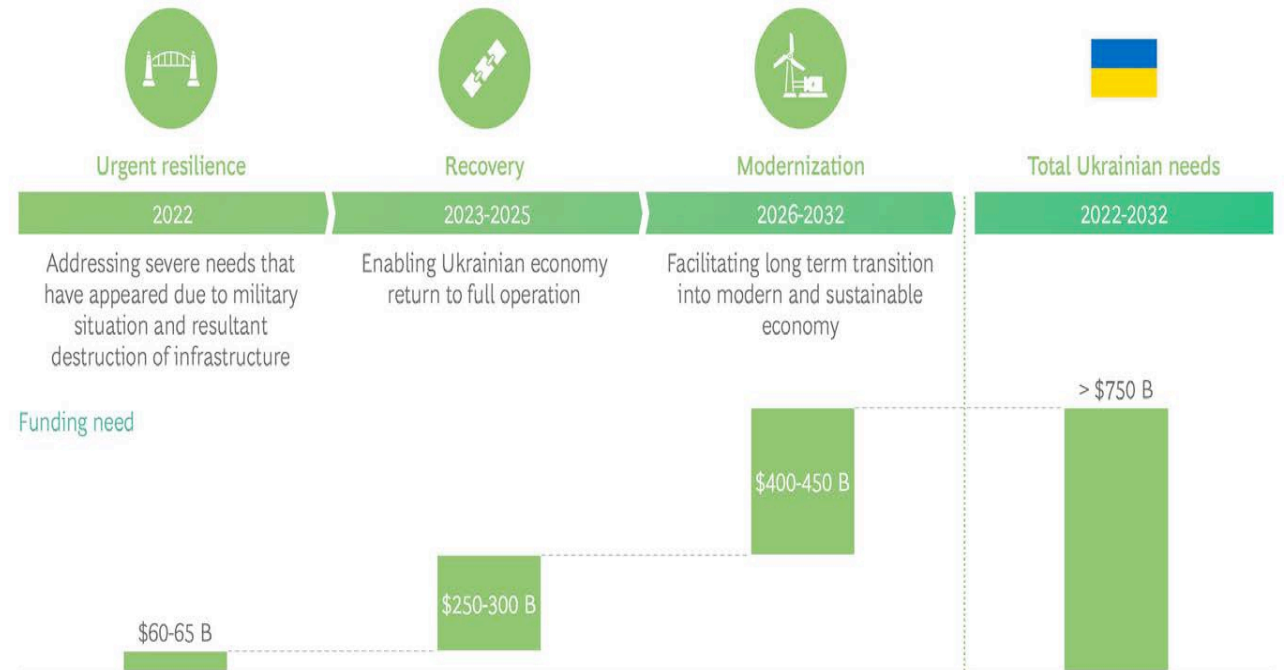 Urgent resilience
Recovery
Modernization
Total Ukrainian needs
2022
2023-2025
2026-2032
2022-2032
Addressing severe needs that
have appeared due to military
situation and resultant
destruction of infrastructure
Enabling Ukrainian economy
return to full operation
Facilitating long term transition
into modern and sustainable
economy
Funding need
$60-65 B
$250-300 B
$400-450 B
> $750 B